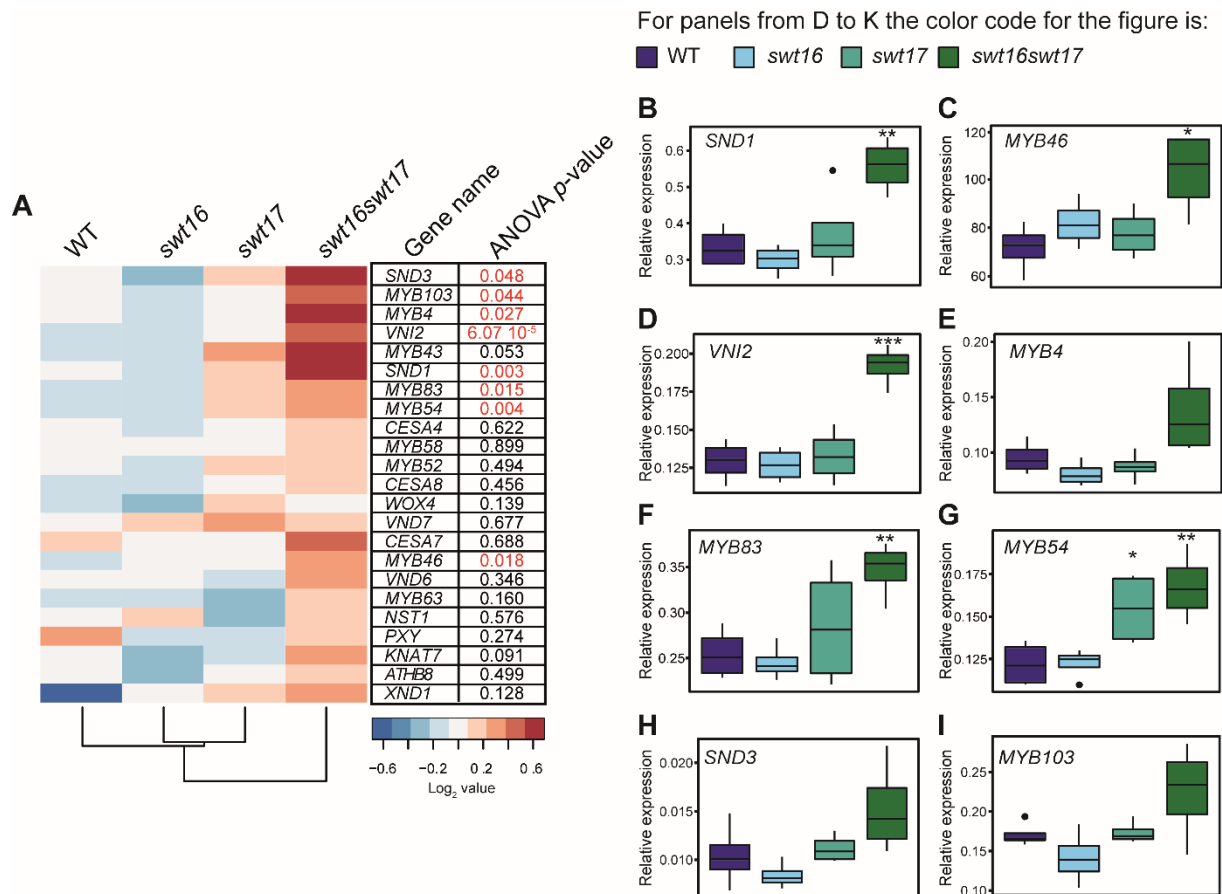 For panels from D to K the color code for the figure is:
WT swt16 swt17 swt16swt17
A
WT swt16 swt17 swt16swt17 Gene name ANOVA p-value
SND3 0.048
MYB103 0.044
MYB4 0.027
VNI2 6.07 10-5
MYB43 0.053
SND1 0.003
MYB83 0.015
MYB54 0.004
CESA4 0.622
MYB58 0.899
MYB52 0.494
CESA8 0.456
WOX4 0.139
VND7 0.677
CESA7 0.688
MYB46 0.018
VND6 0.346
MYB63 0.160
NST1 0.576
PXY 0.274
KNAT7 0.091
ATHB8 0.499
XND1 0.128
−0.6 −0.2 0.2 0.6
Log2 value
B
SND1
**
Relative expression
0.6
0.5
0.4
0.3
C
MYB46
*
Relative expression
120
100
80
60
D
VNI2
***
Relative expression
0.200
0.175
0.150
0.125
E
MYB4
Relative expression
0.20
0.15
0.10
F
MYB83
**
Relative expression
0.35
0.30
0.25
G
MYB54
* **
Relative expression
0.175
0.150
0.125
H
SND3
Relative expression
0.020
0.015
0.010
I
MYB103
Relative expression
0.25
0.20
0.15
0.10